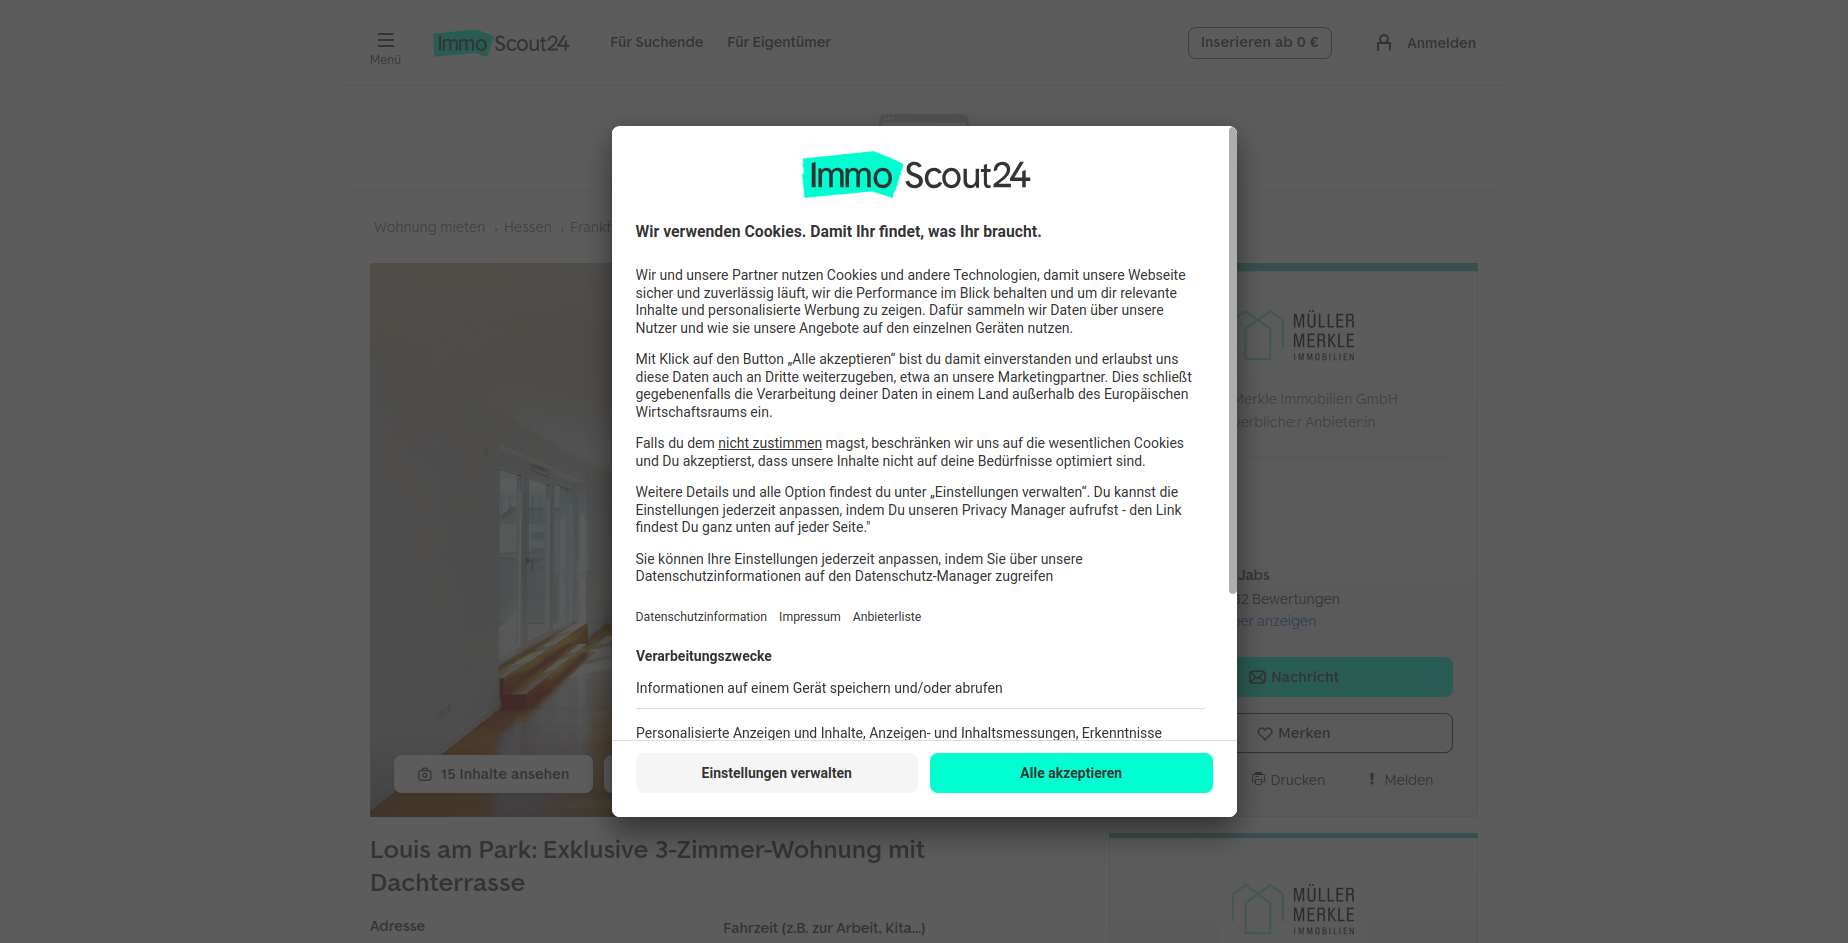 Menü
ImmoScout24
Für Suchende
Für Eigentümer
Inserieren ab 0 €
Anmelden
Wohnung mieten › Hessen › Frankf
ImmoScout24
Wir verwenden Cookies. Damit Ihr findet, was Ihr braucht.
Wir und unsere Partner nutzen Cookies und andere Technologien, damit unsere Webseite
sicher und zuverlässig läuft, wir die Performance im Blick behalten und um dir relevante
Inhalte und personalisierte Werbung zu zeigen. Dafür sammeln wir Daten über unsere
Nutzer und wie sie unsere Angebote auf den einzelnen Geräten nutzen.
Mit Klick auf den Button „Alle akzeptieren“ bist du damit einverstanden und erlaubst uns
diese Daten auch an Dritte weiterzugeben, etwa an unsere Marketingpartner. Dies schließt
gegebenenfalls die Verarbeitung deiner Daten in einem Land außerhalb des Europäischen
Wirtschaftsraums ein.
Falls du dem nicht zustimmen magst, beschränken wir uns auf die wesentlichen Cookies
und Du akzeptierst, dass unsere Inhalte nicht auf deine Bedürfnisse optimiert sind.
Weitere Details und alle Option findest du unter „Einstellungen verwalten“. Du kannst die
Einstellungen jederzeit anpassen, indem Du unseren Privacy Manager aufrufst - den Link
findest Du ganz unten auf jeder Seite."
Sie können Ihre Einstellungen jederzeit anpassen, indem Sie über unsere
Datenschutzinformationen auf den Datenschutz-Manager zugreifen
Datenschutzinformation Impressum Anbieterliste
Verarbeitungszwecke
Informationen auf einem Gerät speichern und/oder abrufen
Personalisierte Anzeigen und Inhalte, Anzeigen- und Inhaltsmessungen, Erkenntnisse
Einstellungen verwalten
Alle akzeptieren
MÜLLER
MERKLE
IMMOBILIEN
Merkle Immobilien GmbH
erbliche:r Anbieter:in
Jabs
32 Bewertungen
er anzeigen
Nachricht
Merken
Drucken
Melden
15 Inhalte ansehen
Louis am Park: Exklusive 3-Zimmer-Wohnung mit
Dachterrasse
Adresse
Fahrzeit (z.B. zur Arbeit, Kita...)
MÜLLER
MERKLE
IMMOBILIEN